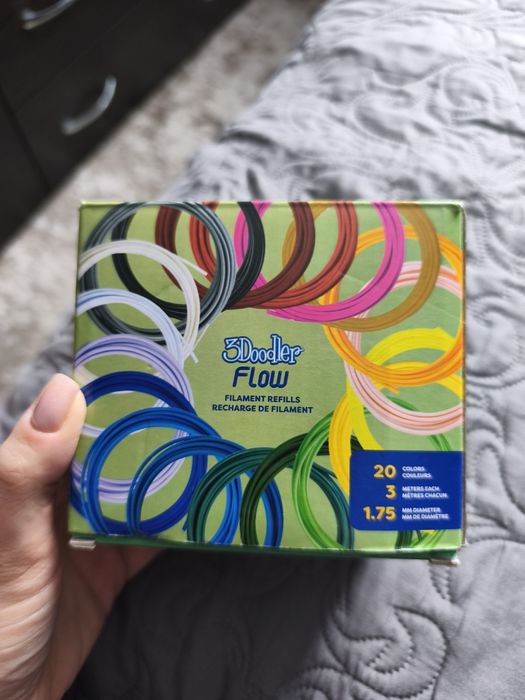 3Doodler
Flow
FILAMENT REFILLS
RECHARGE DE FILAMENT
20 COLORS
COULEURS
3 METERS EACH
MÈTRES CHACUN
1.75 MM DIAMETER
MM DE DIAMÈTRE